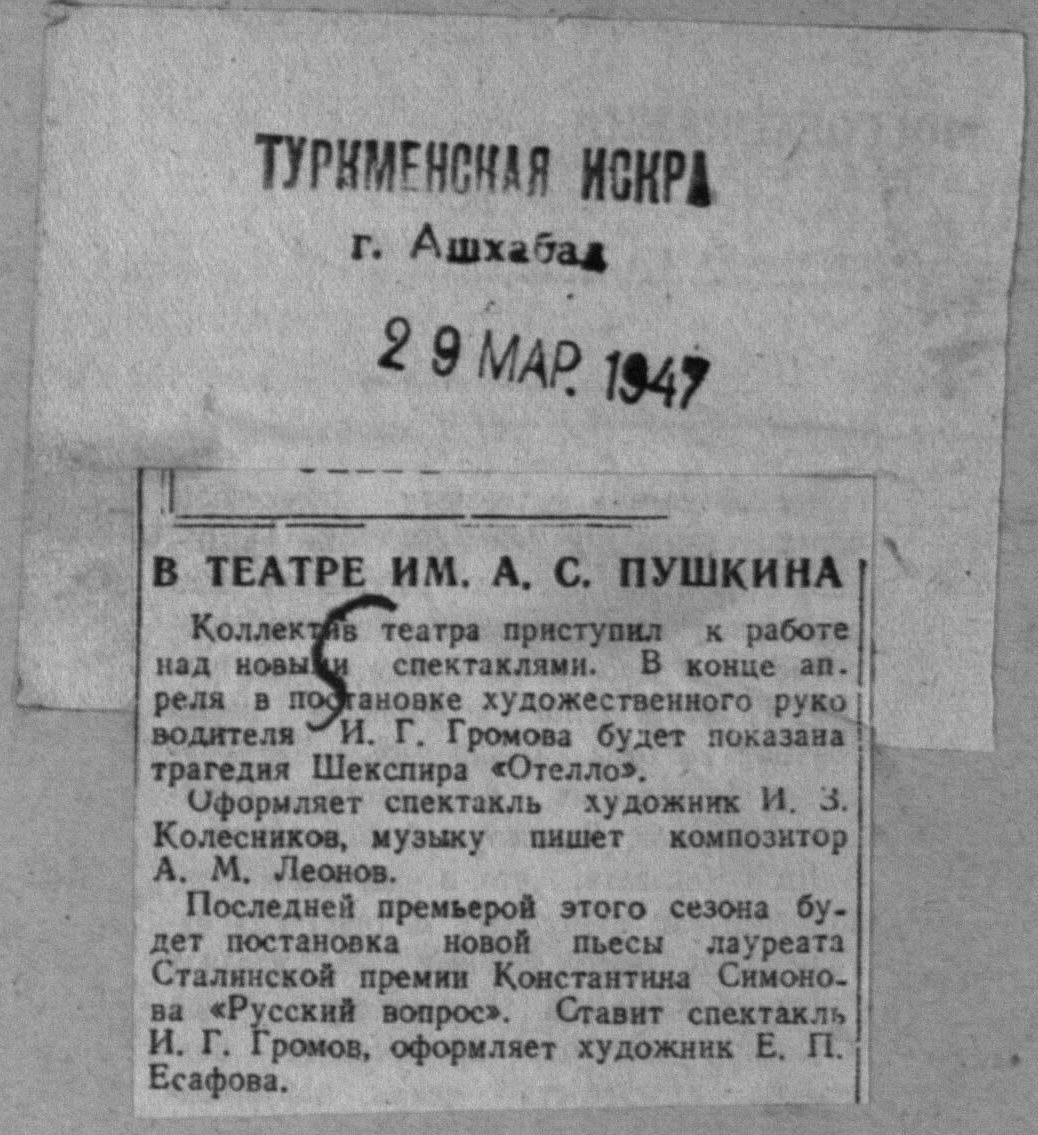 ТУРКМЕНСКАЯ ИСКРА
г. Ашхабад
29 МАР. 1947
В ТЕАТРЕ ИМ. А. С. ПУШКИНА
Коллектив театра приступил к работе
над новыми спектаклями. В конце ап-
реля в постановке художественного руко
водителя И. Г. Громова будет показана
трагедия Шекспира «Отелло».
Оформляет спектакль художник И. З.
Колесников, музыку пишет композитор
А. М. Леонов.
Последней премьерой этого сезона бу-
дет постановка новой пьесы лауреата
Сталинской премии Константина Симоно-
ва «Русский вопрос». Ставит спектакль
И. Г. Громов, оформляет художник Е. П.
Есафова.